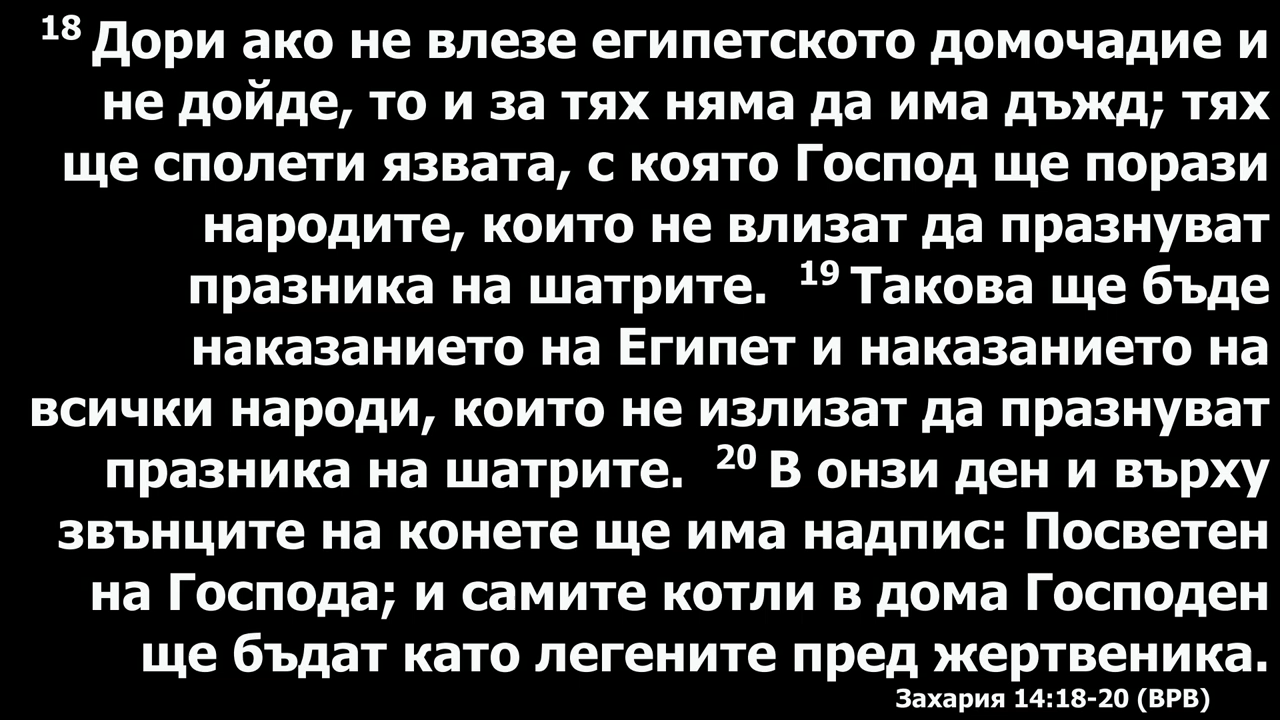 18 Дори ако не влезе египетското домочадие и
не дойде, то и за тях няма да има дъжд; тях
ще сполети язвата, с която Господ ще порази
народите, които не влизат да празнуват
празника на шатрите. 19 Такова ще бъде
наказанието на Египет и наказанието на
всички народи, които не излизат да празнуват
празника на шатрите. 20 В онзи ден и върху
звънците на конете ще има надпис: Посветен
на Господа; и самите котли в дома Господен
ще бъдат като легените пред жертвеника.
Захария 14:18-20 (ВРВ)